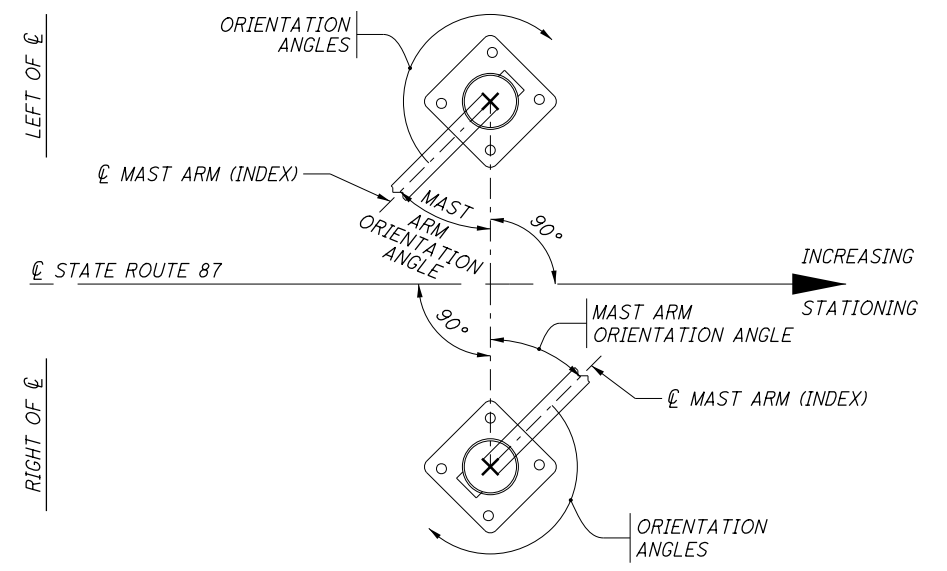 LEFT OF ℄
ORIENTATION
ANGLES
℄ MAST ARM (INDEX)
MAST
ARM
ORIENTATION
ANGLE
90°
℄ STATE ROUTE 87
INCREASING
STATIONING
90°
MAST ARM
ORIENTATION ANGLE
℄ MAST ARM (INDEX)
RIGHT OF ℄
ORIENTATION
ANGLES